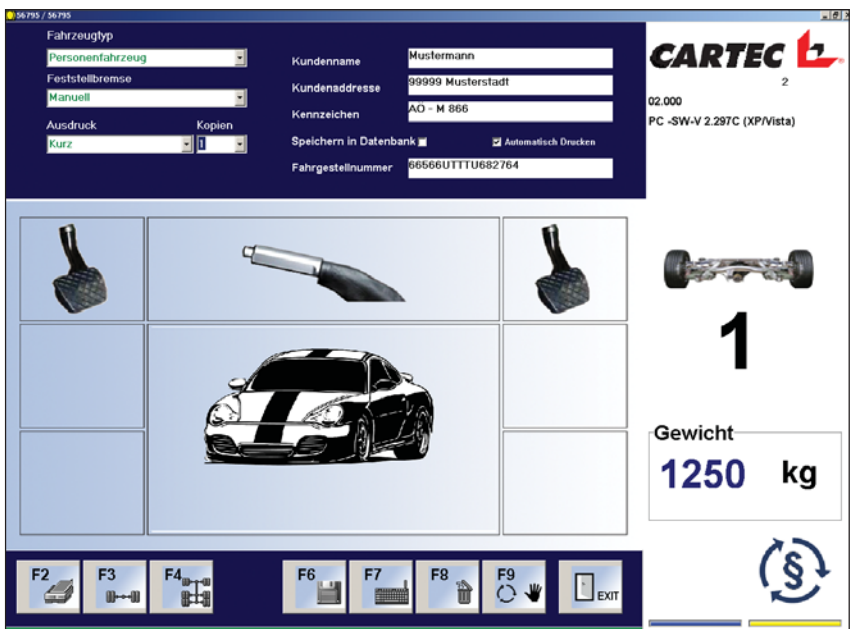 56795 / 56795
Fahrzeugtyp
Personenfahrzeug
Feststellbremse
Manuell
Ausdruck Kopien
Kurz 1
Kundenname Mustermann
Kundenaddresse 99999 Musterstadt
Kennzeichen AÖ - M 866
Speichern in Datenbank Automatisch Drucken
Fahrgestellnummer 66566UTTTU682764
CARTEC
2
02.000
PC -SW-V 2.297C (XP/Vista)
1
Gewicht
1250 kg
§
F2 F3 F4 F6 F7 F8 F9 EXIT